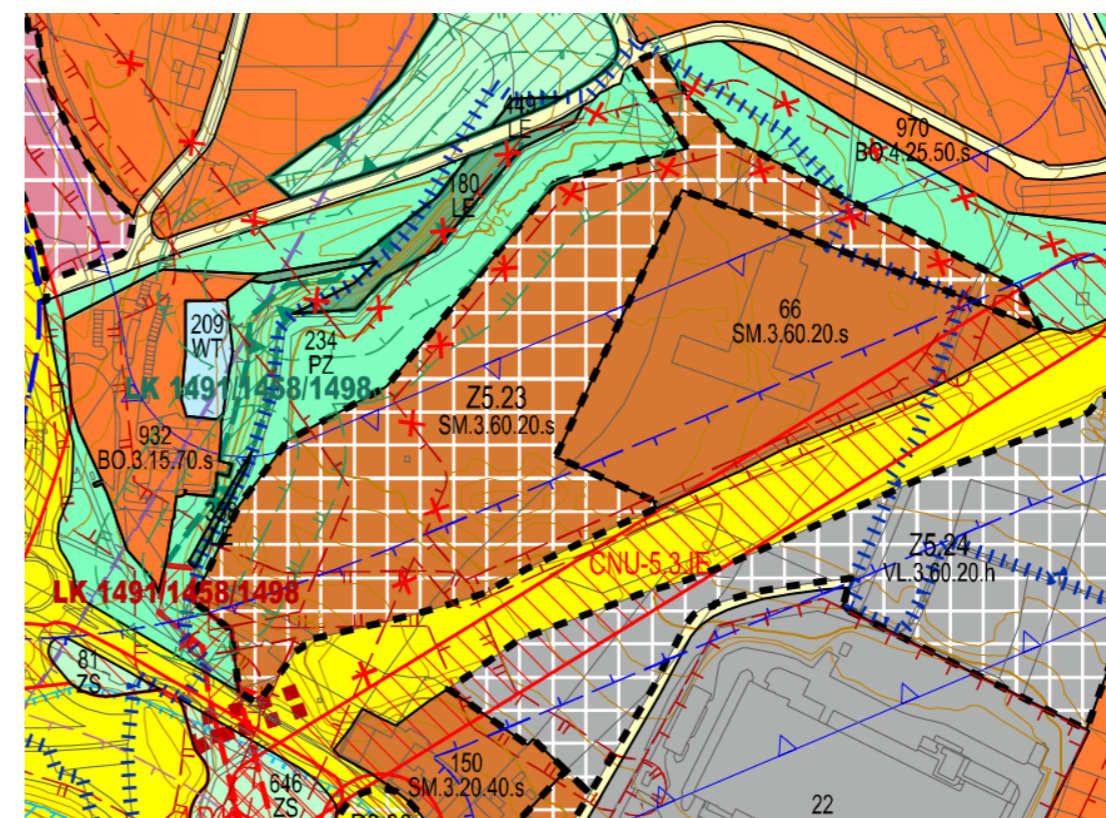 449
LE
970
BO.4.25.50.s
180
LE
300
66
SM.3.60.20.s
209
WT
234
PZ
LK 1491/1458/1498
Z5.23
SM.3.60.20.s
932
BO.3.15.70.s
LE
CNU-5.3.IE
Z5.24
VL.3.60.20.h
LK 1491/1458/1498
81
ZS
150
SM.3.20.40.s
646
ZS
22